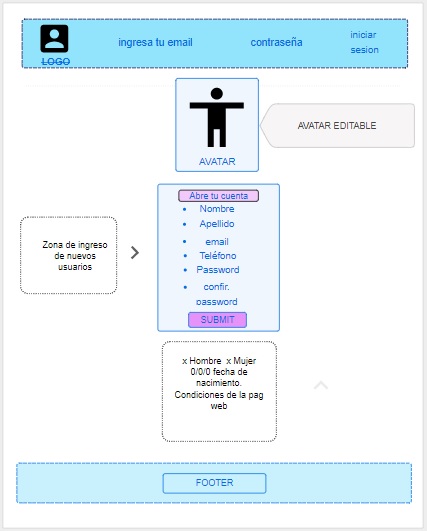 ingresa tu email
contraseña
iniciar
sesion
LOGO
AVATAR
AVATAR EDITABLE
Abre tu cuenta
Nombre
Apellido
email
Teléfono
Password
confir.
password
SUBMIT
Zona de ingreso
de nuevos
usuarios
x Hombre x Mujer
0/0/0 fecha de
nacimiento.
Condiciones de la pag
web
FOOTER